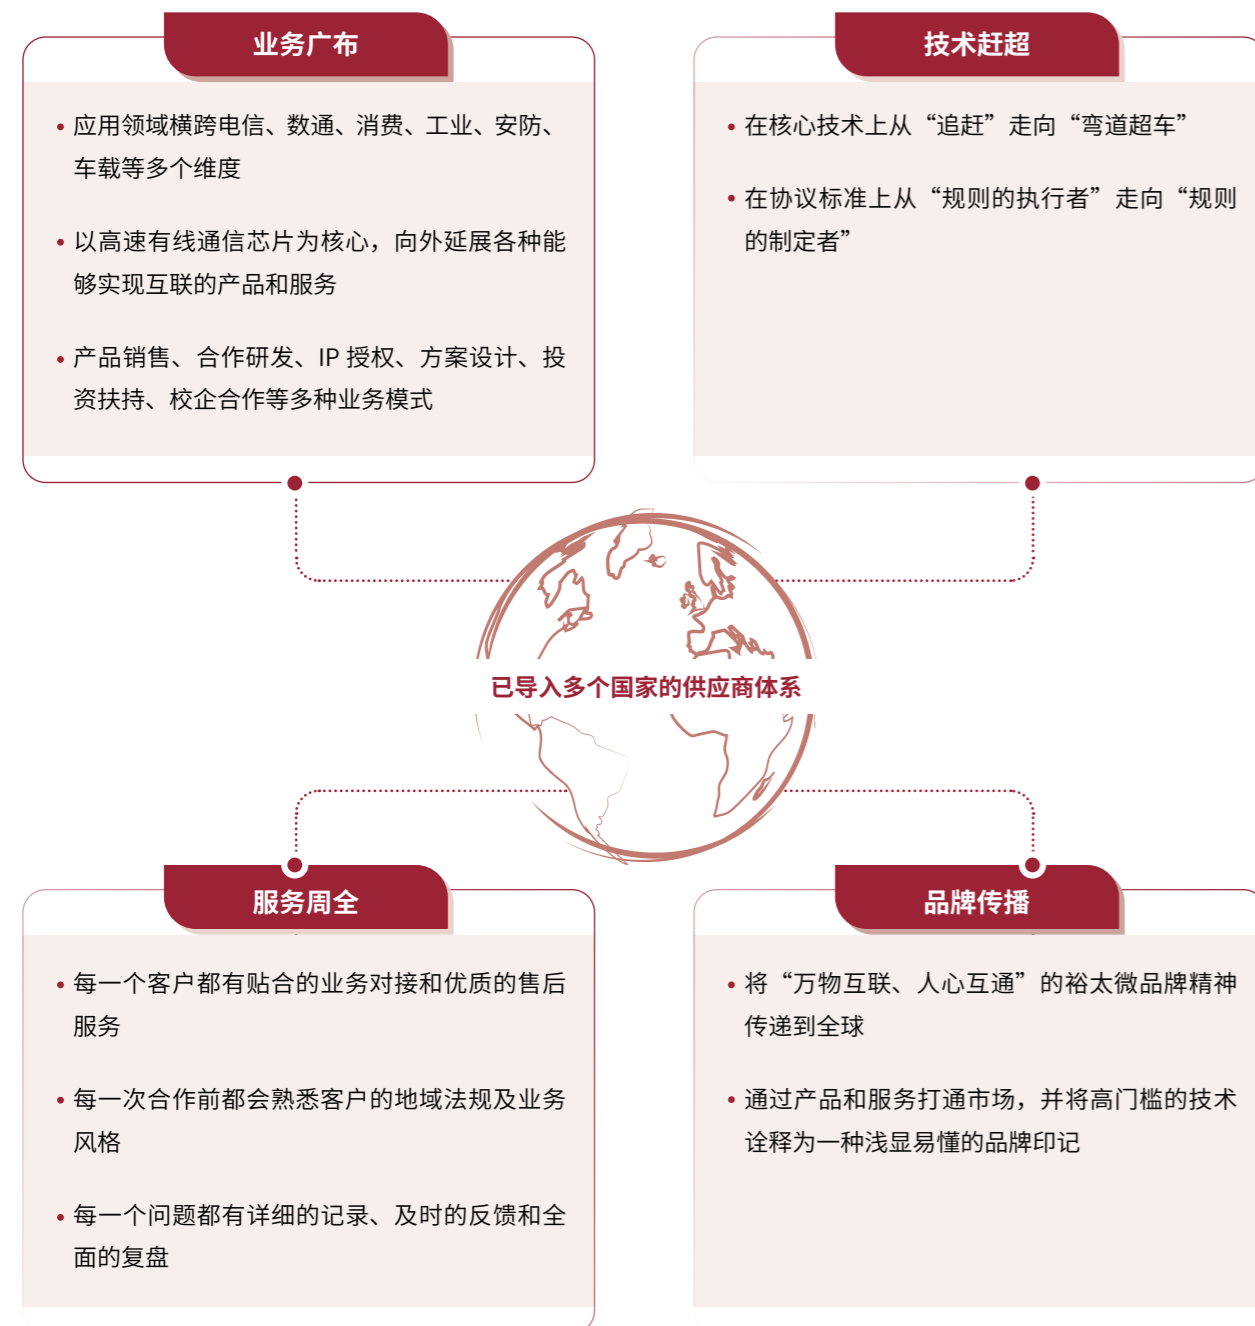 业务广布
• 应用领域横跨电信、数通、消费、工业、安防、
车载等多个维度
• 以高速有线通信芯片为核心，向外延展各种能
够实现互联的产品和服务
• 产品销售、合作研发、IP 授权、方案设计、投
资扶持、校企合作等多种业务模式
技术赶超
• 在核心技术上从“追赶”走向“弯道超车”
• 在协议标准上从“规则的执行者”走向“规则
的制定者”
已导入多个国家的供应商体系
服务周全
• 每一个客户都有贴合的业务对接和优质的售后
服务
• 每一次合作前都会熟悉客户的地域法规及业务
风格
• 每一个问题都有详细的记录、及时的反馈和全
面的复盘
品牌传播
• 将“万物互联、人心互通”的裕太微品牌精神
传递到全球
• 通过产品和服务打通市场，并将高门槛的技术
诠释为一种浅显易懂的品牌印记